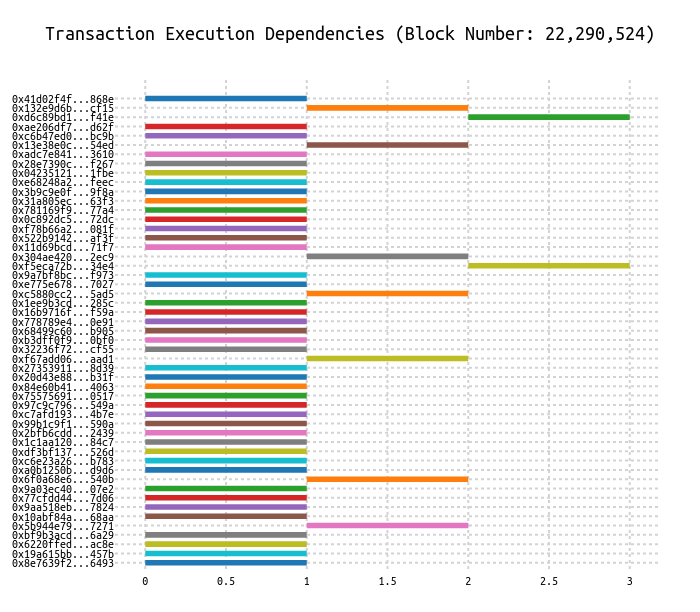 Transaction Execution Dependencies (Block Number: 22,290,524)
0x41d02f4f...868e
0x132e9d6b...cf15
0xd6c89bd1...f41e
0xae206df7...d62f
0xc6b47ed0...bc9b
0x13e38e0c...54ed
0xadc7e841...3610
0x28e7390c...f267
0x04235121...1fbe
0xe68248a2...feec
0x3b9c9e0f...9f8a
0x31a805ec...63f3
0x781169f9...77a4
0x0c892dc5...72dc
0xf78b66a2...081f
0x522b9142...af3f
0x11d69bcd...71f7
0x304ae420...2ec9
0xf5eca72b...34e4
0x9a7bf8bc...f973
0xe775e678...7027
0xc5880cc2...5ad5
0x1ee9b3cd...285c
0x16b9716f...f59a
0x778789e4...0e91
0x68499c60...b905
0xb3dff0f9...0bf0
0x32236f72...cf55
0xf67add06...aad1
0x27353911...8d39
0x20d43e88...b31f
0x84e60b41...4063
0x75575691...0517
0x97c9c796...549a
0xc7afd193...4b7e
0x99b1c9f1...590a
0x2bfb6cdd...2439
0x1c1aa120...84c7
0xdf3bf137...526d
0xc6e23a26...b783
0xa0b1250b...d9d6
0x6f0a68e6...540b
0x9a03ec40...07e2
0x77cfdd44...7d06
0x9aa518eb...7824
0x10abf84a...68aa
0x5b944e79...7271
0xbf9b3acd...6a29
0x6220ffed...ac8e
0x19a615bb...457b
0x8e7639f2...6493
0 0.5 1 1.5 2 2.5 3